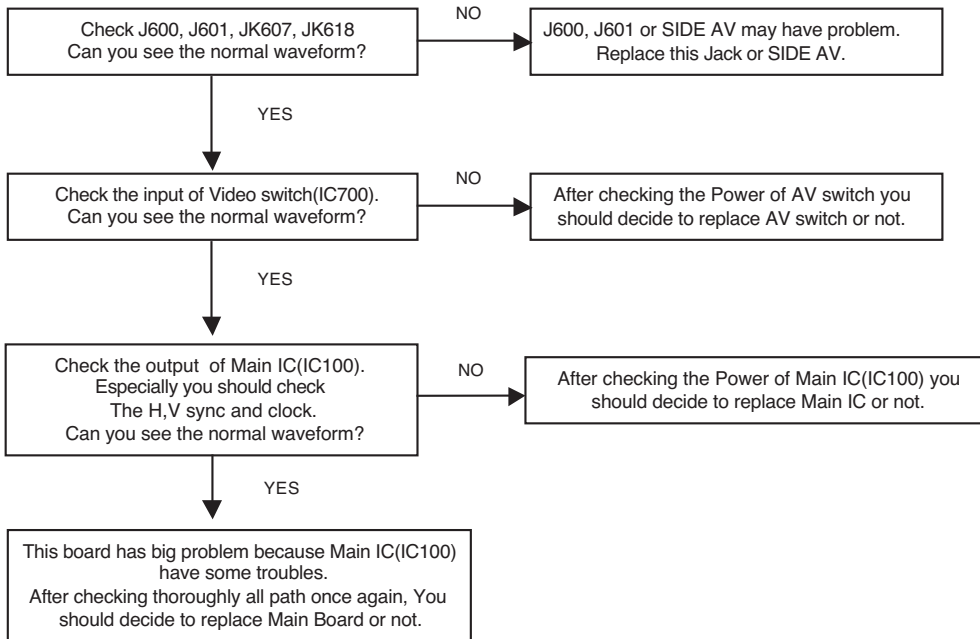 Check J600, J601, JK607, JK618
Can you see the normal waveform?
NO
J600, J601 or SIDE AV may have problem.
Replace this Jack or SIDE AV.
YES
Check the input of Video switch(IC700).
Can you see the normal waveform?
NO
After checking the Power of AV switch you
should decide to replace AV switch or not.
YES
Check the output of Main IC(IC100).
Especially you should check
The H,V sync and clock.
Can you see the normal waveform?
NO
After checking the Power of Main IC(IC100) you
should decide to replace Main IC or not.
YES
This board has big problem because Main IC(IC100)
have some troubles.
After checking thoroughly all path once again, You
should decide to replace Main Board or not.